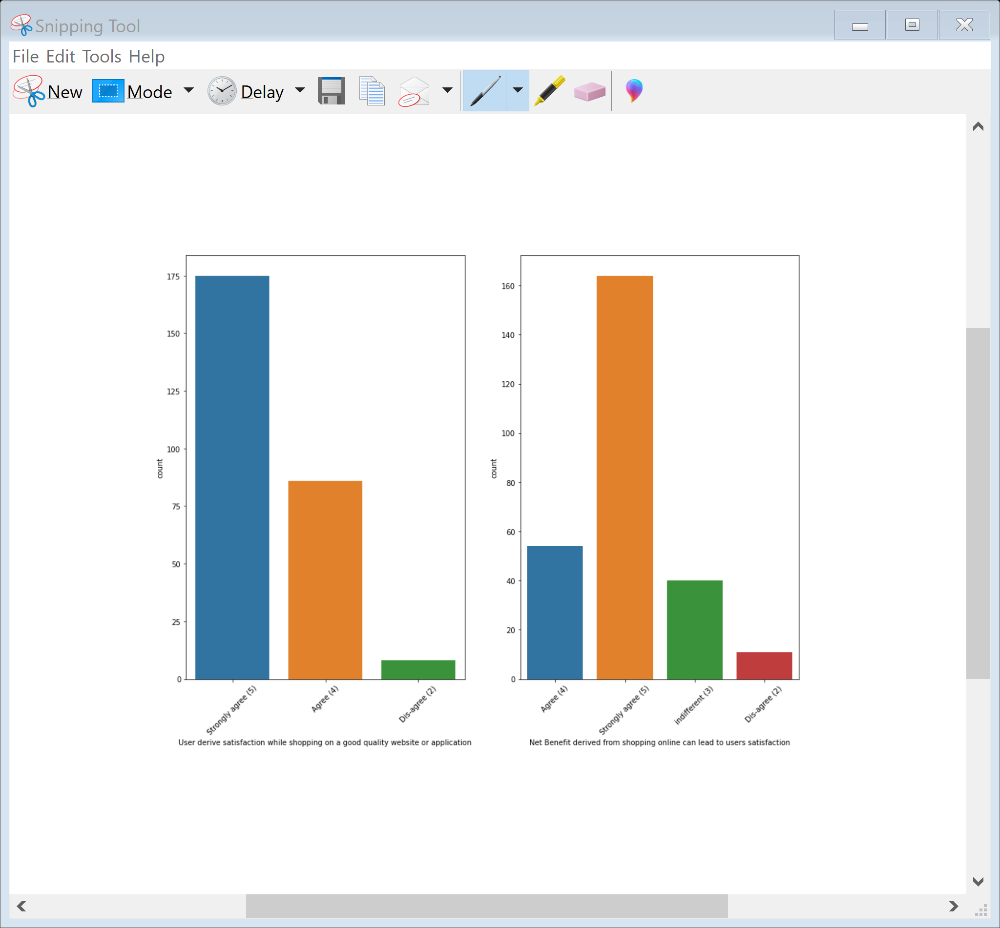 Snipping Tool
File Edit Tools Help
New Mode Delay
175
150
125
100
75
50
25
0
count
Strongly agree (5)
Agree (4)
Dis-agree (2)
User derive satisfaction while shopping on a good quality website or application
160
140
120
100
80
60
40
20
0
count
Agree (4)
Strongly agree (5)
indifferent (3)
Dis-agree (2)
Net Benefit derived from shopping online can lead to users satisfaction